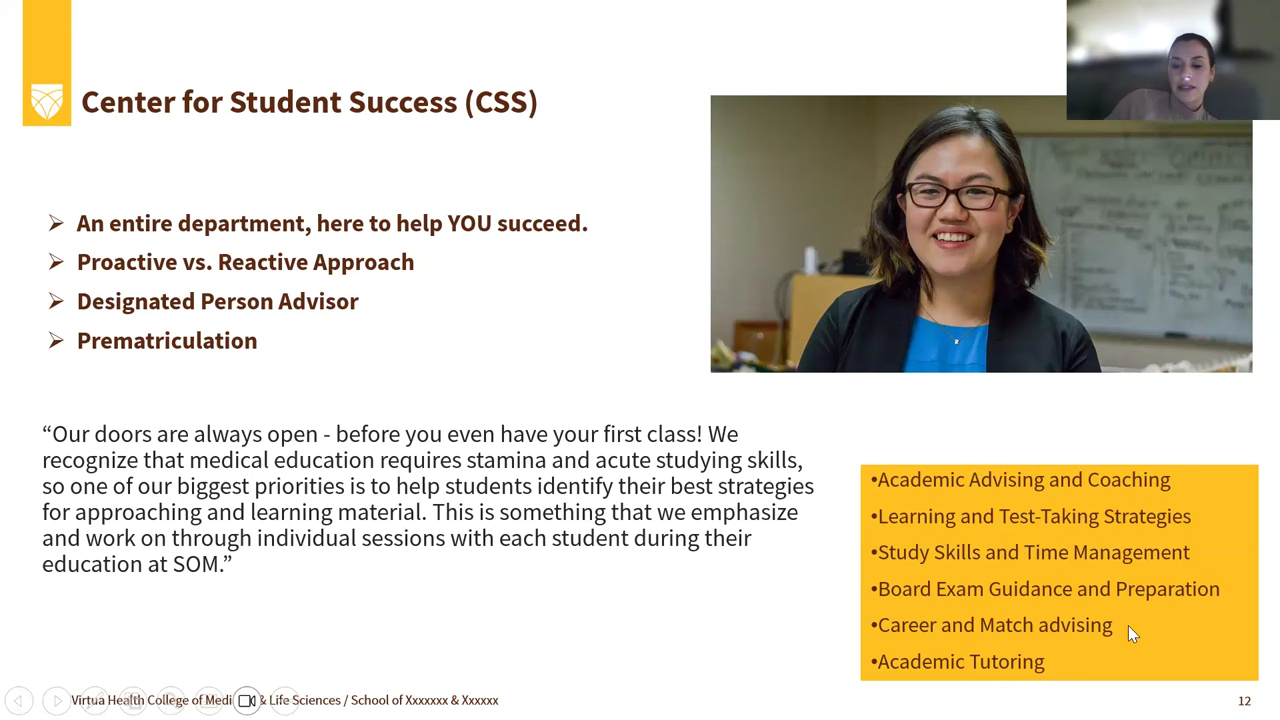 Center for Student Success (CSS)
An entire department, here to help YOU succeed.
Proactive vs. Reactive Approach
Designated Person Advisor
Prematriculation
“Our doors are always open - before you even have your first class! We
recognize that medical education requires stamina and acute studying skills,
so one of our biggest priorities is to help students identify their best strategies
for approaching and learning material. This is something that we emphasize
and work on through individual sessions with each student during their
education at SOM.”
•Academic Advising and Coaching
•Learning and Test-Taking Strategies
•Study Skills and Time Management
•Board Exam Guidance and Preparation
•Career and Match advising
•Academic Tutoring
Virtua Health College of Medi & Life Sciences / School of Xxxxxxx & Xxxxxx
12